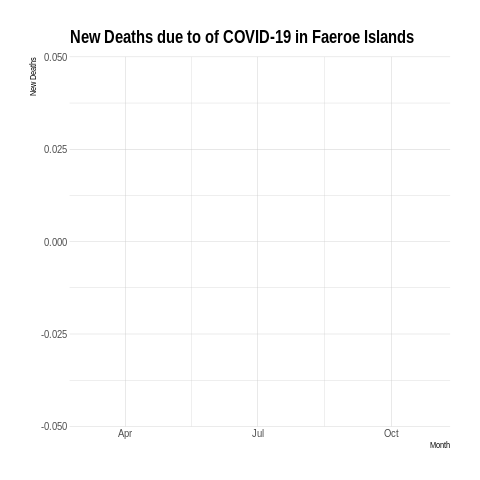 New Deaths due to of COVID-19 in Faeroe Islands
New Deaths
0.050
0.025
0.000
-0.025
-0.050
Apr Jul Oct
Month